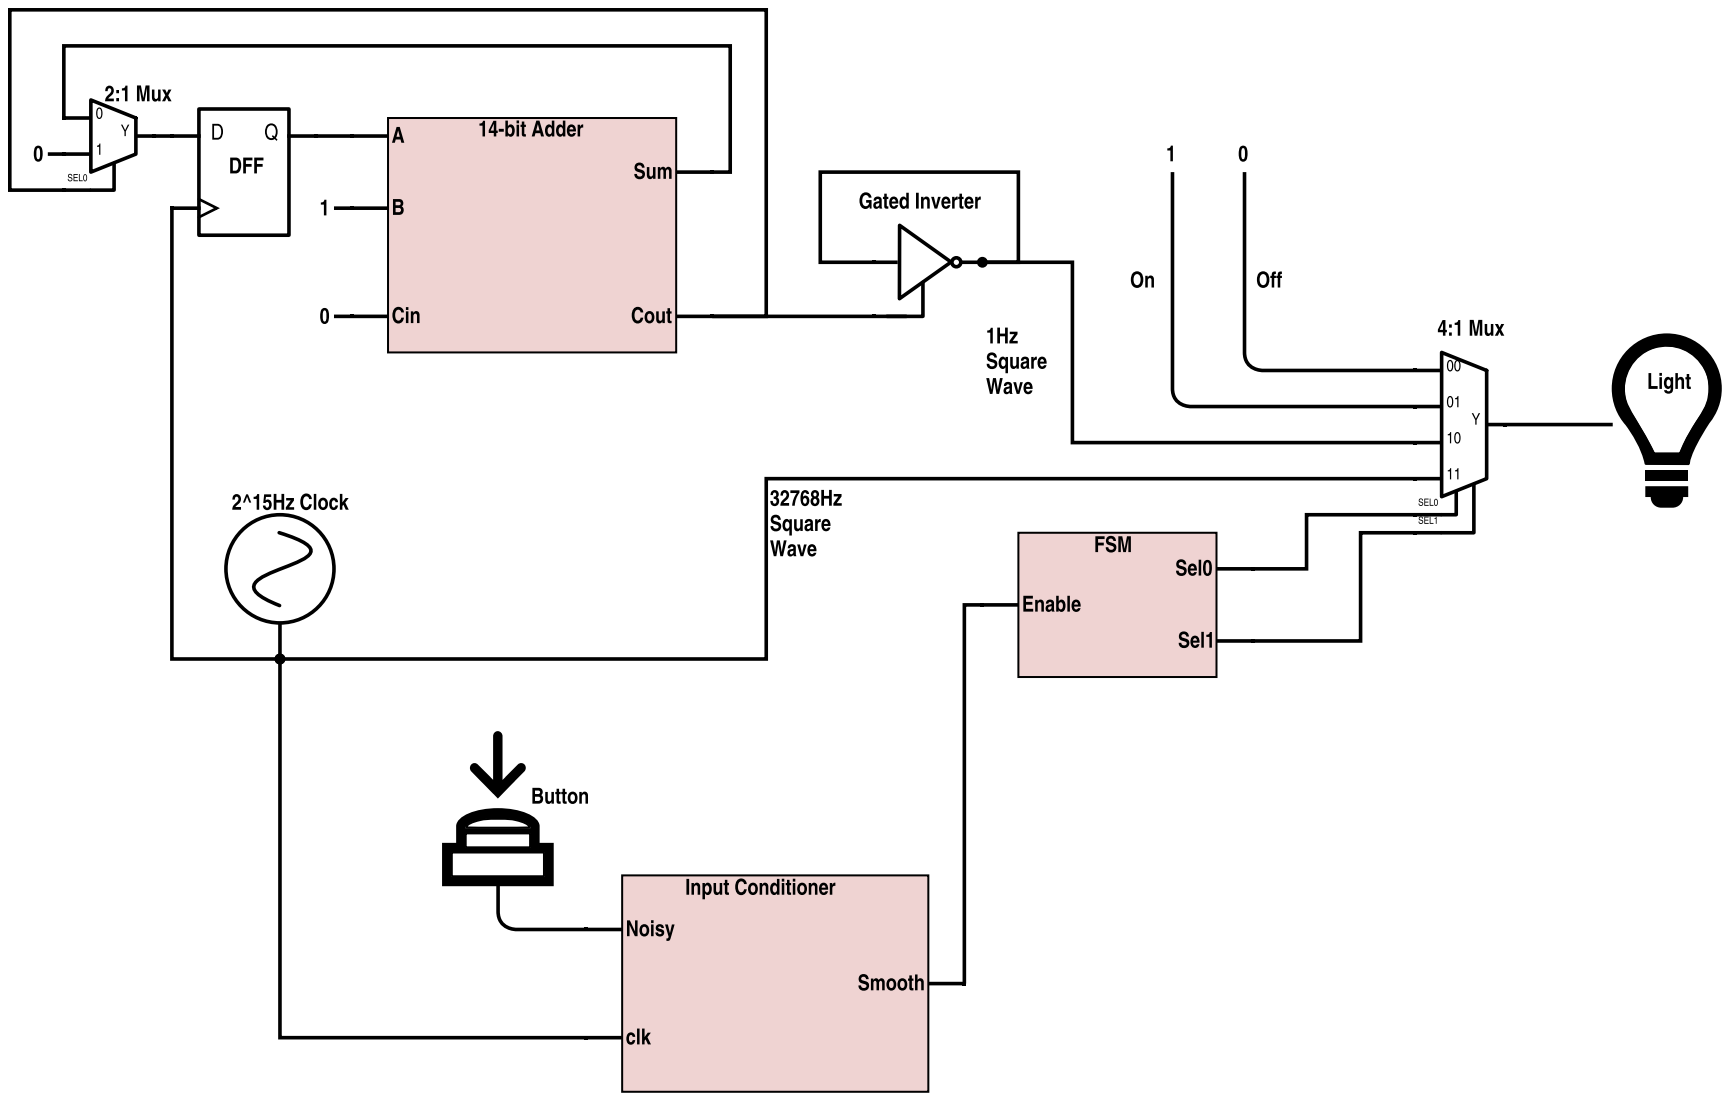 2:1 Mux
0
Y
0
1
SEL0
D
Q
DFF
14-bit Adder
A
Sum
1
B
0
Cin
Cout
Gated Inverter
1Hz
Square
Wave
1
0
On
Off
4:1 Mux
00
01
Y
10
11
SEL0
SEL1
Light
2^15Hz Clock
32768Hz
Square
Wave
FSM
Sel0
Enable
Sel1
Button
Input Conditioner
Noisy
Smooth
clk